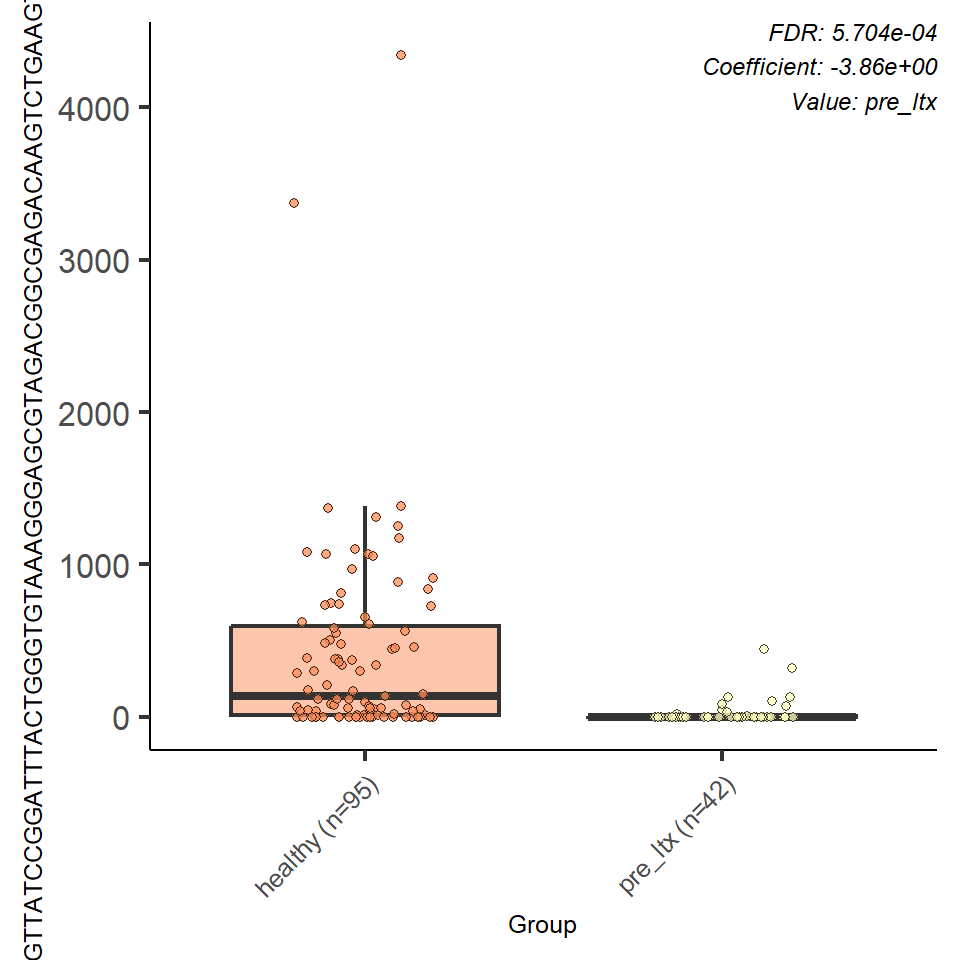 FDR: 5.704e-04
Coefficient: -3.86e+00
Value: pre_ltx
GTTATCCGGATTTACTGGGTGTAAAGGGAGCGTAGACGGCGAGACAAGTCTGAAGT
4000
3000
2000
1000
0
healthy (n=95)
pre_ltx (n=42)
Group